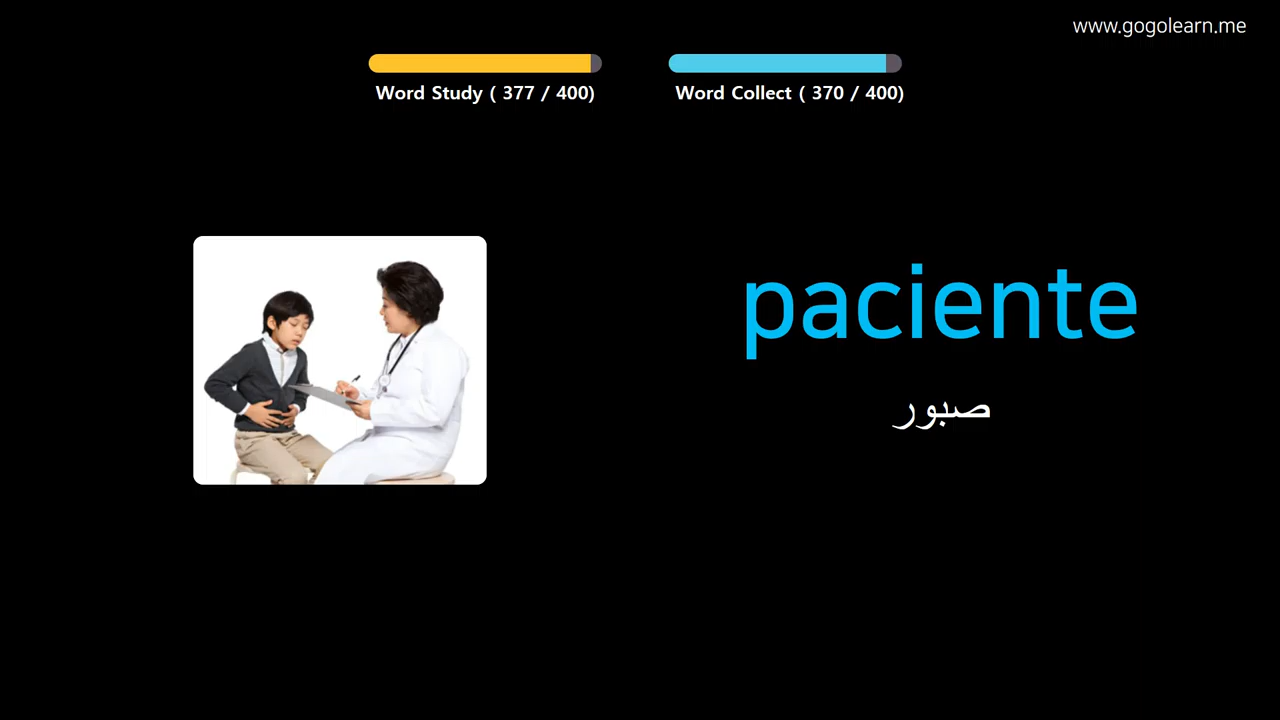 www.gogolearn.me
Word Study ( 377 / 400)
Word Collect ( 370 / 400)
paciente
صبور